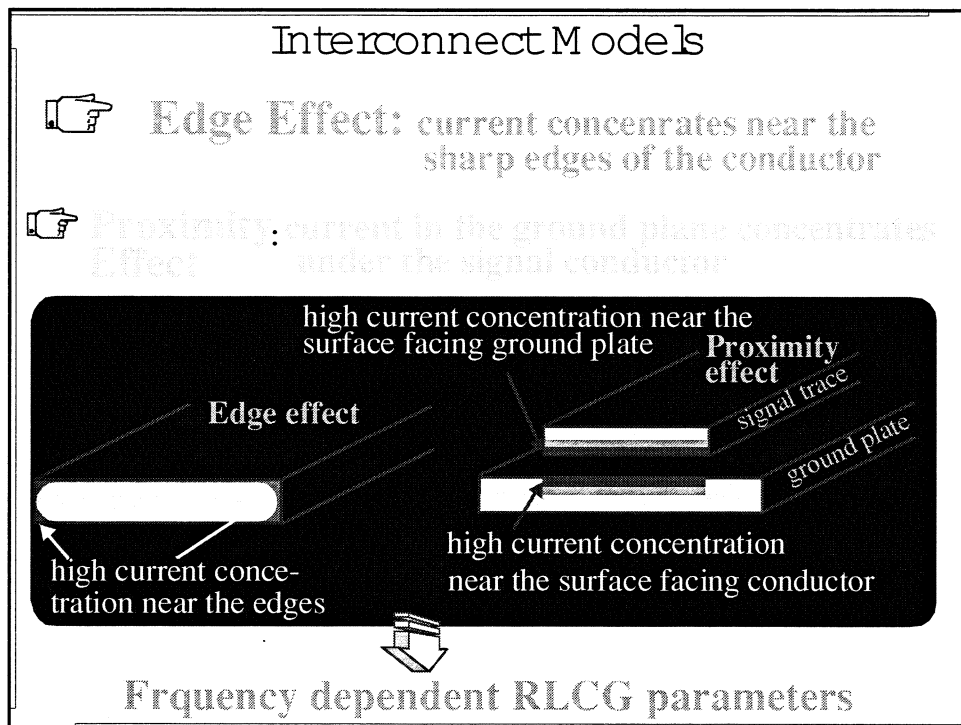 Interconnect Models
Edge Effect: current concenrates near the
sharp edges of the conductor
Proximity current in the ground plane concentrates
Effect : under the signal conductror
high current concentration near the
surface facing ground plate
Proximity
effect
Edge effect
signal trace
ground plate
high current conce-
tration near the edges
high current concentration
near the surface facing conductor
Frquency dependent RLCG parameters